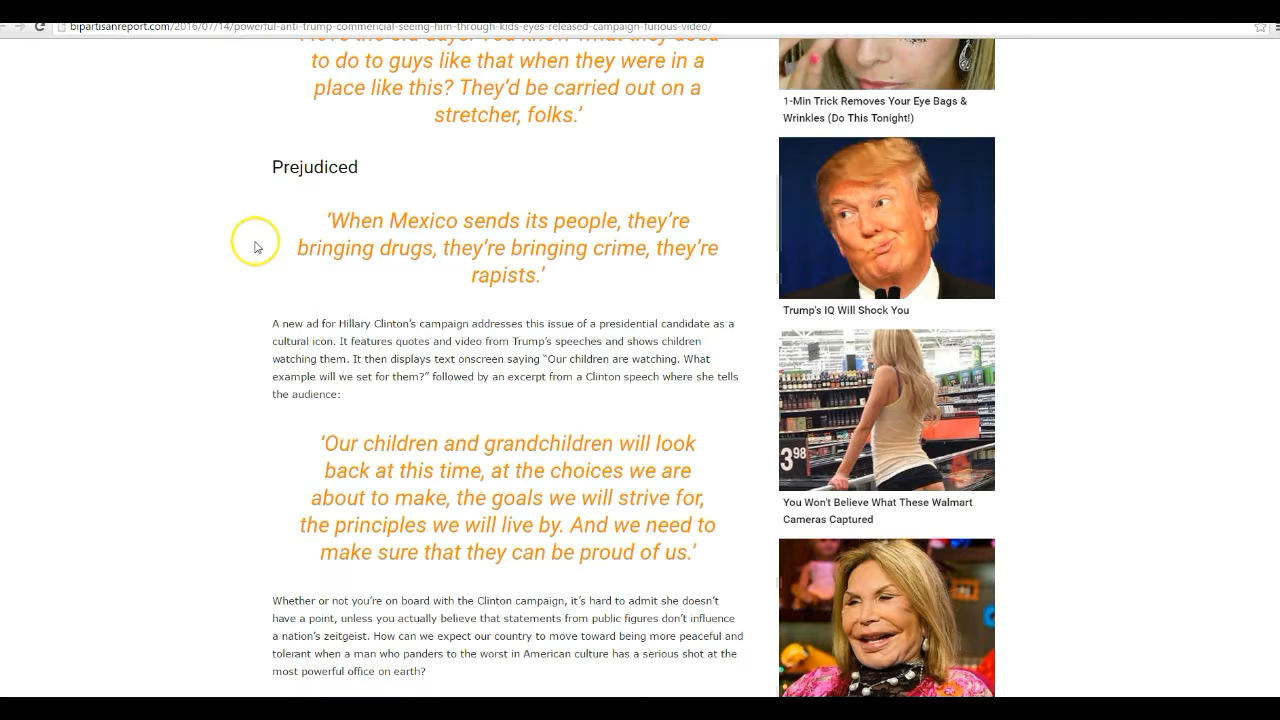 bipartisanreport.com/2016/07/14/powerful-anti-trump-commericial-seeing-him-through-kids-eyes-released-campaign-furious-video/
I love the old days. You know what they used
to do to guys like that when they were in a
place like this? They'd be carried out on a
stretcher, folks.'
Prejudiced
'When Mexico sends its people, they're
bringing drugs, they're bringing crime, they're
rapists.'
A new ad for Hillary Clinton's campaign addresses this issue of a presidential candidate as a
cultural icon. It features quotes and video from Trump's speeches and shows children
watching them. It then displays text onscreen saying "Our children are watching. What
example will we set for them?" followed by an excerpt from a Clinton speech where she tells
the audience:
'Our children and grandchildren will look
back at this time, at the choices we are
about to make, the goals we will strive for,
the principles we will live by. And we need to
make sure that they can be proud of us.'
Whether or not you're on board with the Clinton campaign, it's hard to admit she doesn't
have a point, unless you actually believe that statements from public figures don't influence
a nation's zeitgeist. How can we expect our country to move toward being more peaceful and
tolerant when a man who panders to the worst in American culture has a serious shot at the
most powerful office on earth?
1-Min Trick Removes Your Eye Bags &
Wrinkles (Do This Tonight!)
Trump's IQ Will Shock You
3 98
You Won't Believe What These Walmart
Cameras Captured